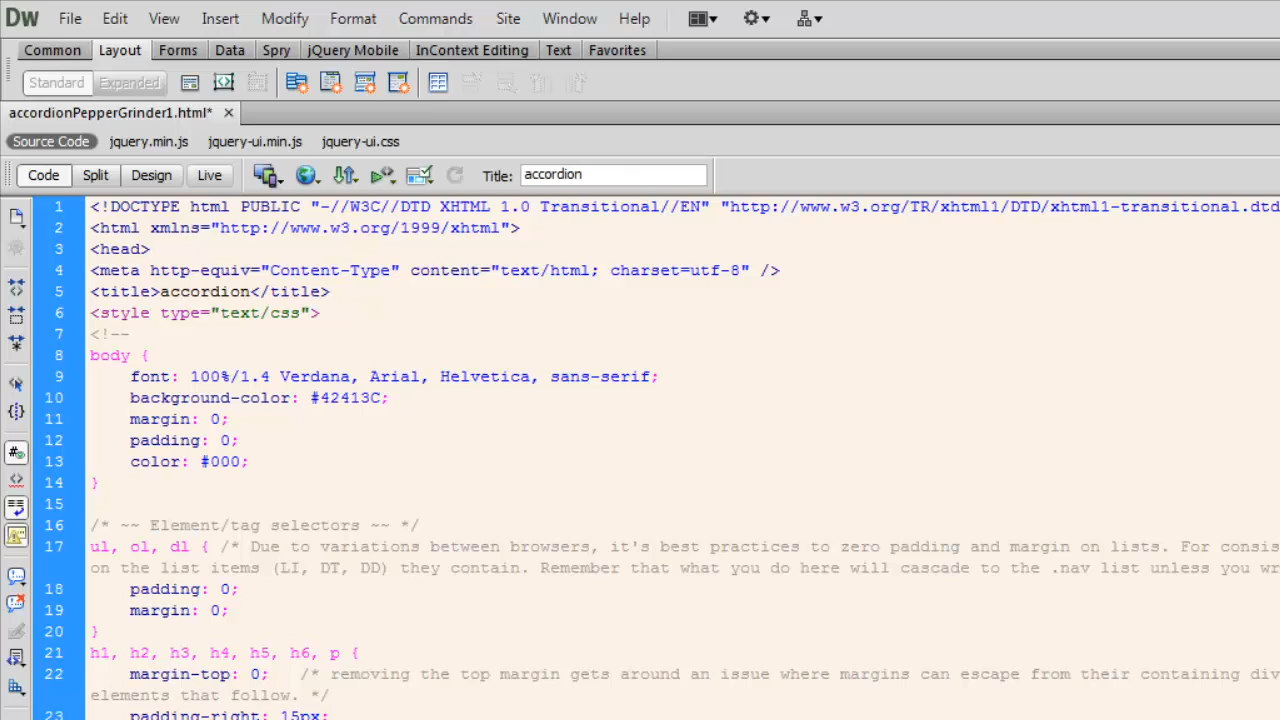 Dw File Edit View Insert Modify Format Commands Site Window Help
Common Layout Forms Data Spry jQuery Mobile InContext Editing Text Favorites
Standard Expanded
accordionPepperGrinder1.html* ×
Source Code jquery.min.js jquery-ui.min.js jquery-ui.css
Code Split Design Live Title: accordion
1 <!DOCTYPE html PUBLIC "-//W3C//DTD XHTML 1.0 Transitional//EN" "http://www.w3.org/TR/xhtml1/DTD/xhtml1-transitional.dtd
2 <html xmlns="http://www.w3.org/1999/xhtml">
3 <head>
4 <meta http-equiv="Content-Type" content="text/html; charset=utf-8" />
5 <title>accordion</title>
6 <style type="text/css">
7 <!--
8 body {
9 font: 100%/1.4 Verdana, Arial, Helvetica, sans-serif;
10 background-color: #42413C;
11 margin: 0;
12 padding: 0;
13 color: #000;
14 }
15
16 /* ~~ Element/tag selectors ~~ */
17 ul, ol, dl { /* Due to variations between browsers, it's best practices to zero padding and margin on lists. For consis
on the list items (LI, DT, DD) they contain. Remember that what you do here will cascade to the .nav list unless you wr
18 padding: 0;
19 margin: 0;
20 }
21 h1, h2, h3, h4, h5, h6, p {
22 margin-top: 0; /* removing the top margin gets around an issue where margins can escape from their containing div
elements that follow. */
23 padding-right: 15px;